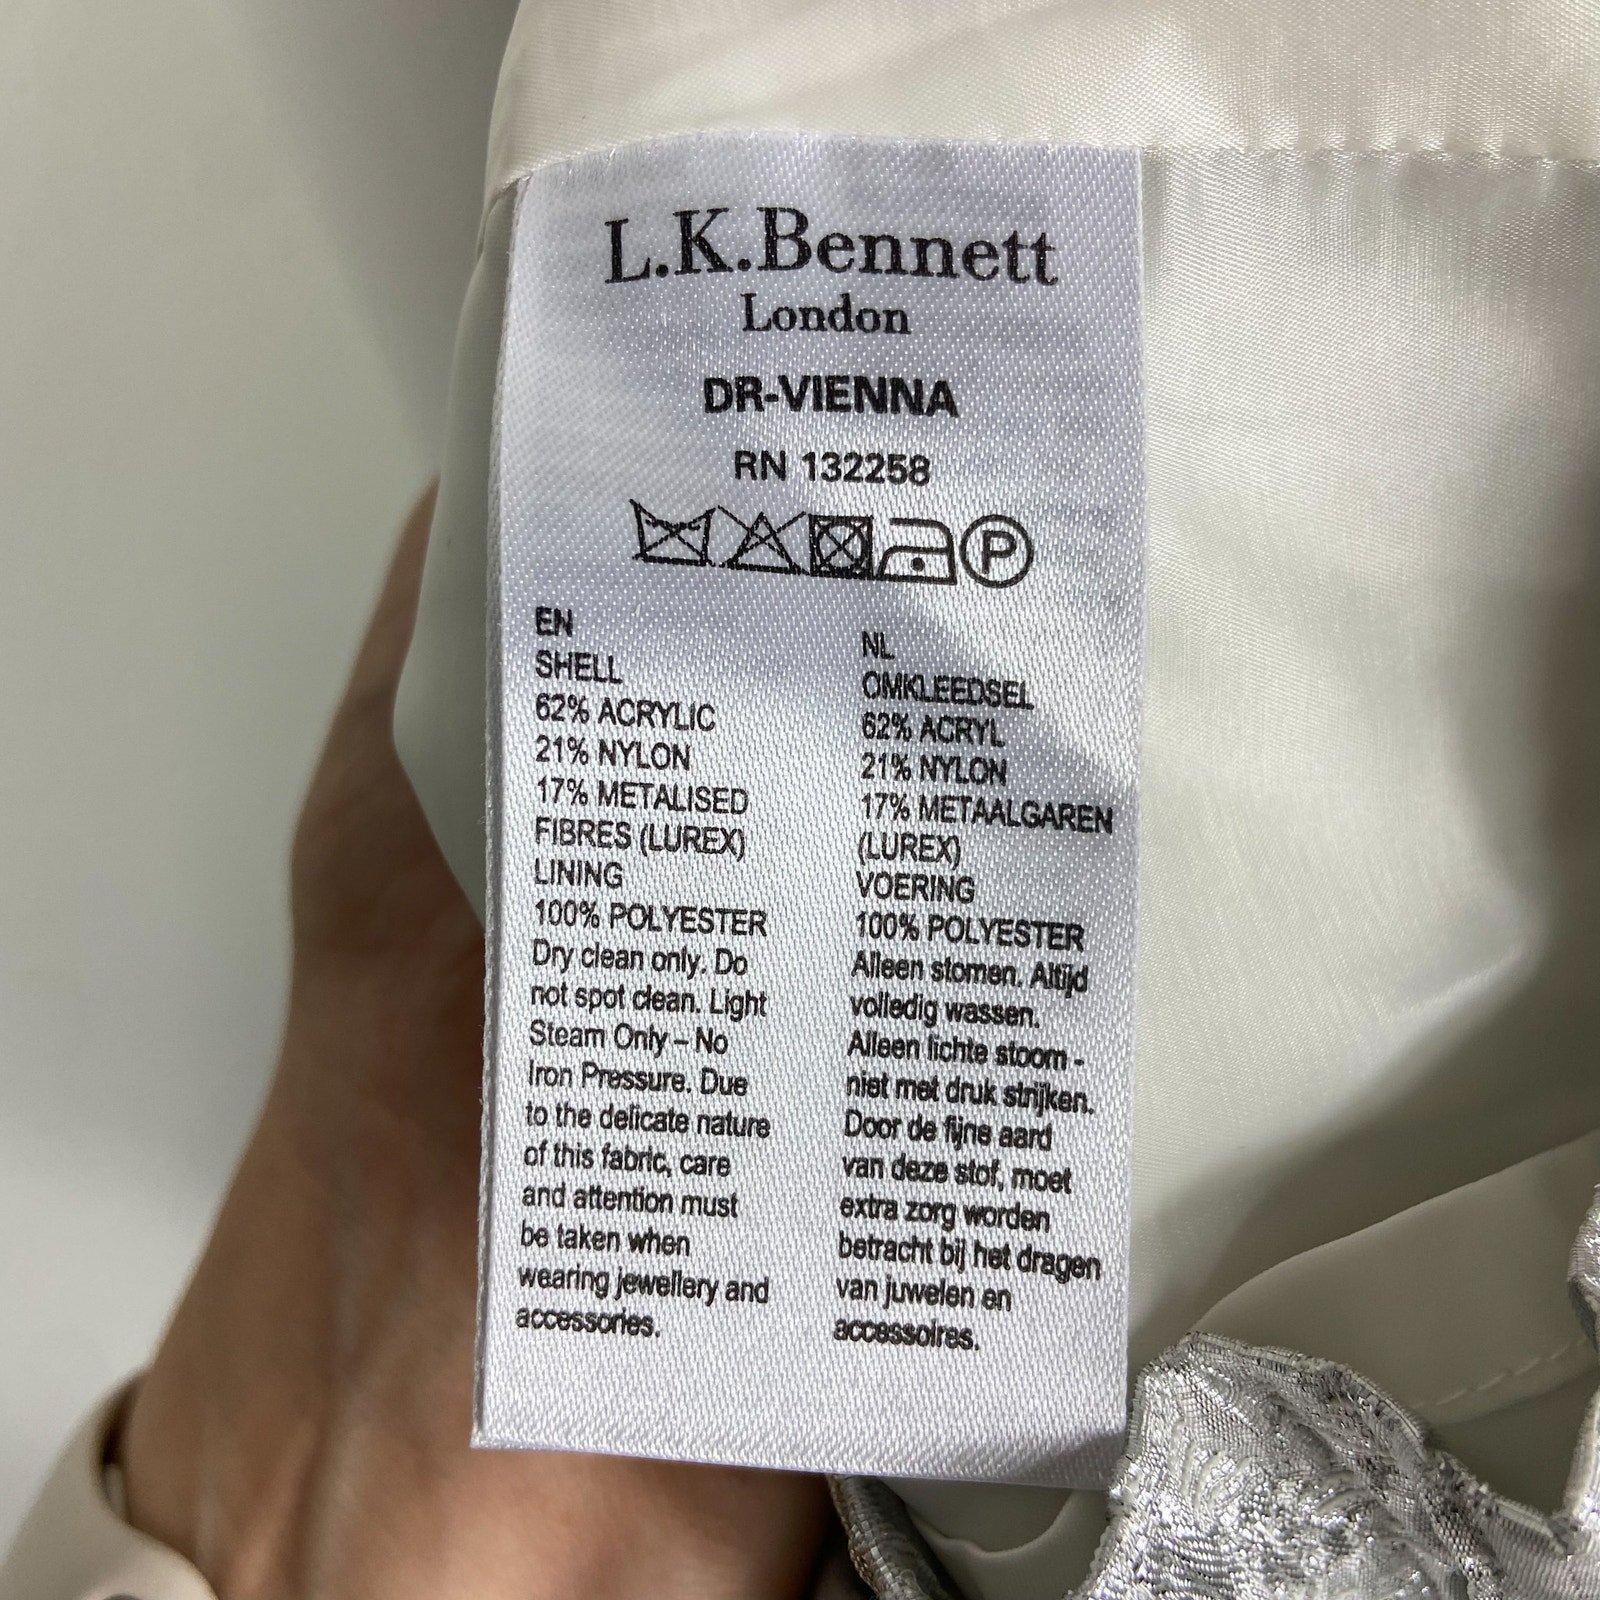 L.K.Bennett
London
DR-VIENNA
RN 132258
P
EN
SHELL
62% ACRYLIC
21% NYLON
17% METALISED
FIBRES (LUREX)
LINING
100% POLYESTER
Dry clean only. Do
not spot clean. Light
Steam Only – No
Iron Pressure. Due
to the delicate nature
of this fabric, care
and attention must
be taken when
wearing jewellery and
accessories.
NL
OMKLEEDSEL
62% ACRYL
21% NYLON
17% METAALGAREN
(LUREX)
VOERING
100% POLYESTER
Alleen stomen. Altijd
volledig wassen.
Alleen lichte stoom -
niet met druk strijken.
Door de fijne aard
van deze stof, moet
extra zorg worden
betracht bij het dragen
van juwelen en
accessoires.